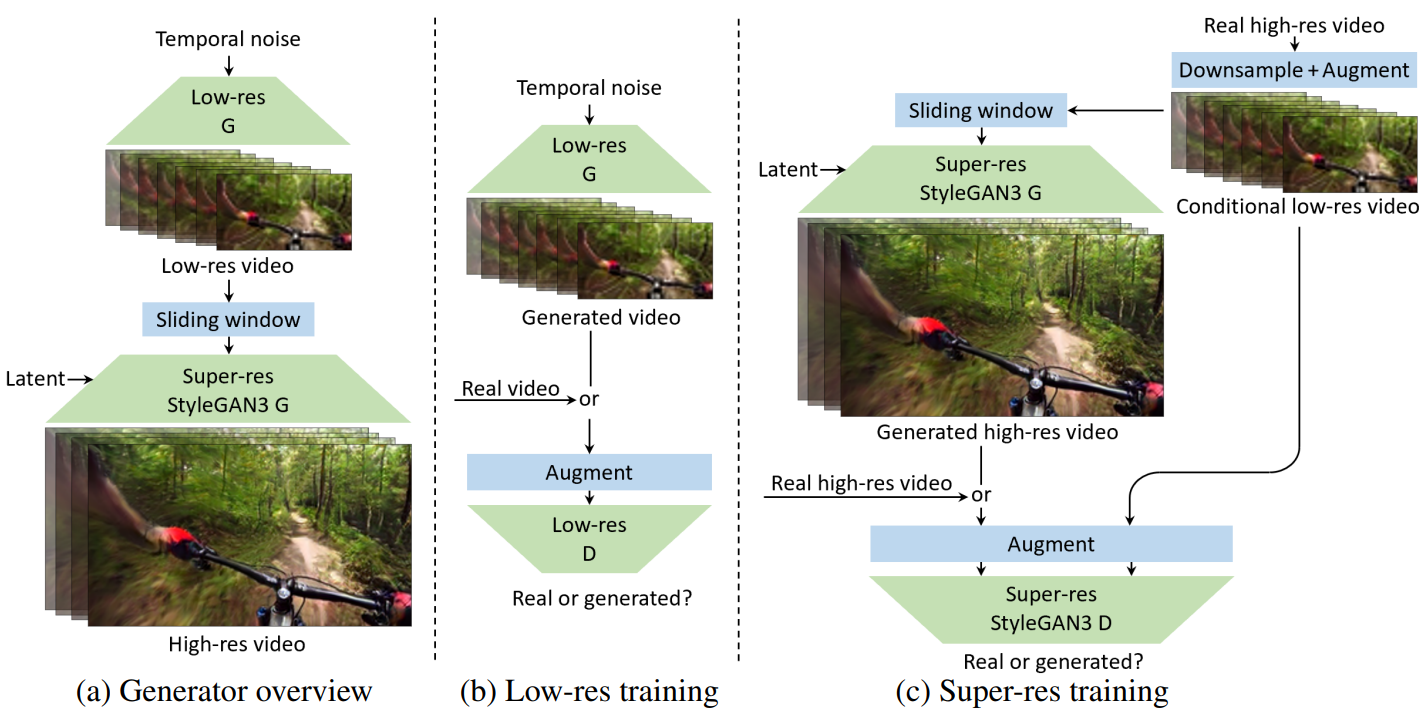 Temporal noise
Low-res
G
Low-res video
Sliding window
Latent
Super-res
StyleGAN3 G
High-res video
(a) Generator overview
Temporal noise
Low-res
G
Generated video
Real video
or
Augment
Low-res
D
Real or generated?
(b) Low-res training
Real high-res video
Downsample + Augment
Conditional low-res video
Sliding window
Latent
Super-res
StyleGAN3 G
Generated high-res video
Real high-res video
or
Augment
Super-res
StyleGAN3 D
Real or generated?
(c) Super-res training